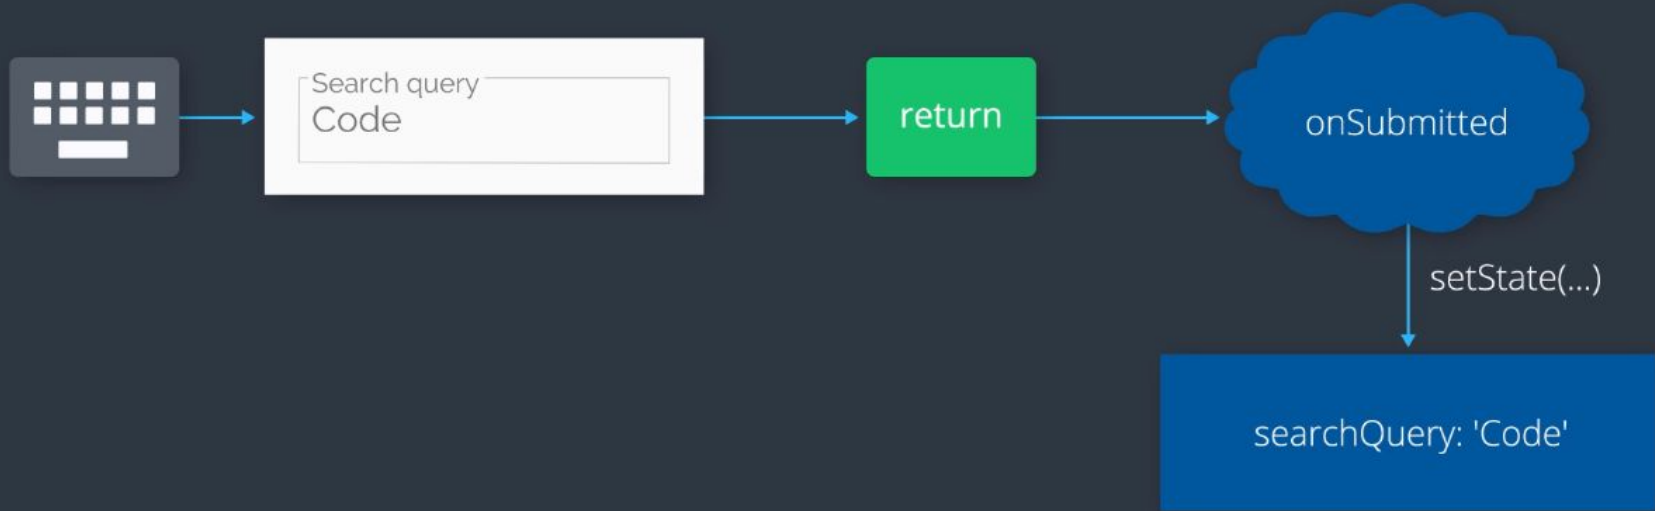 Search query
Code
return
onSubmitted
setState(...)
searchQuery: 'Code'